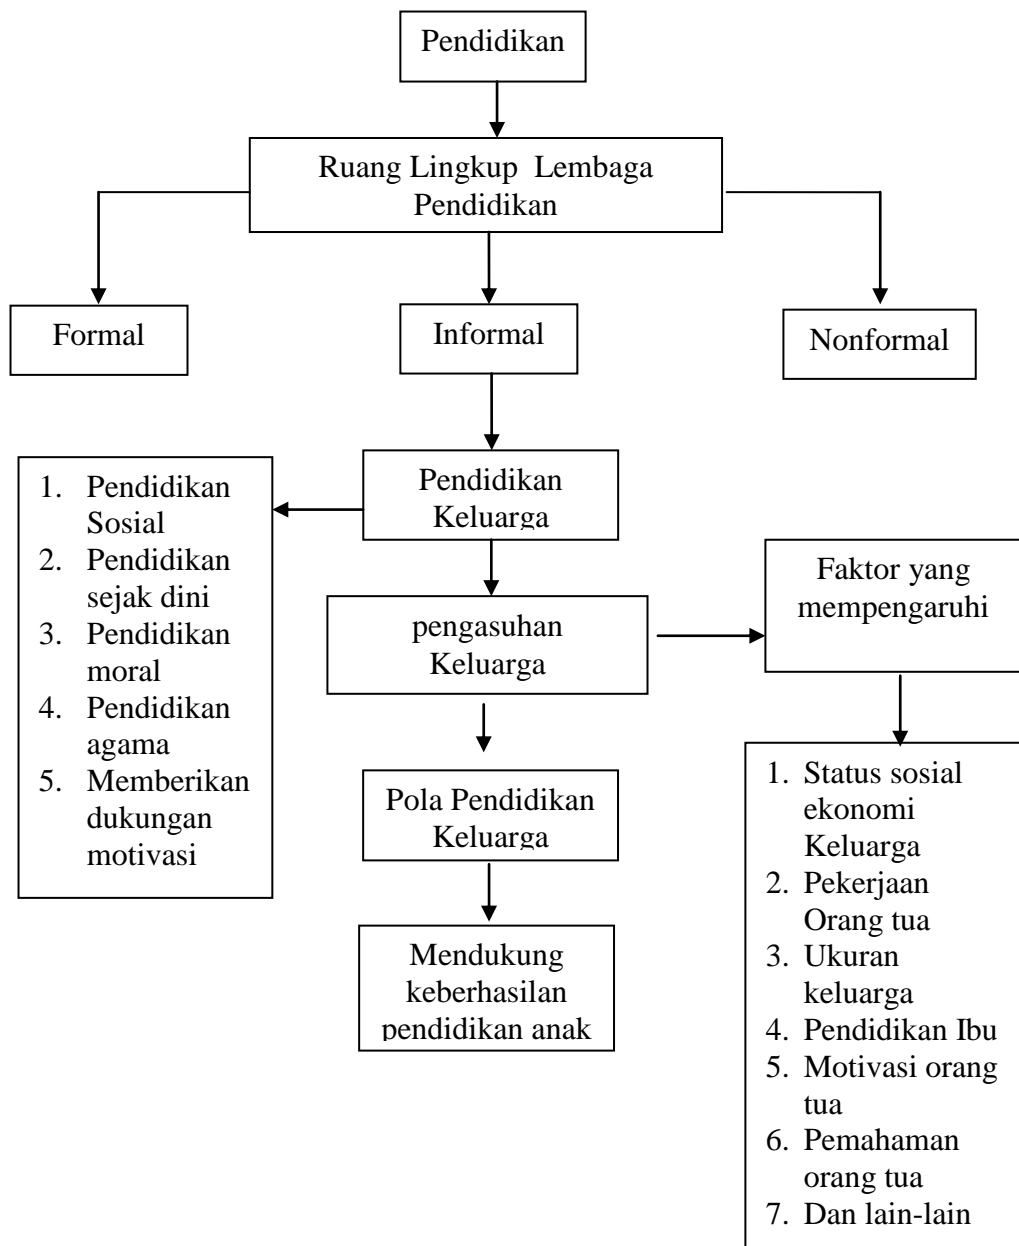 Pendidikan
Ruang Lingkup Lembaga
Pendidikan
Formal
Informal
Nonformal
1. Pendidikan
Sosial
2. Pendidikan
sejak dini
3. Pendidikan
moral
4. Pendidikan
agama
5. Memberikan
dukungan
motivasi
Pendidikan
Keluarga
pengasuhan
Keluarga
Faktor yang
mempengaruhi
Pola Pendidikan
Keluarga
Mendukung
keberhasilan
pendidikan anak
1. Status sosial
ekonomi
Keluarga
2. Pekerjaan
Orang tua
3. Ukuran
keluarga
4. Pendidikan Ibu
5. Motivasi orang
tua
6. Pemahaman
orang tua
7. Dan lain-lain